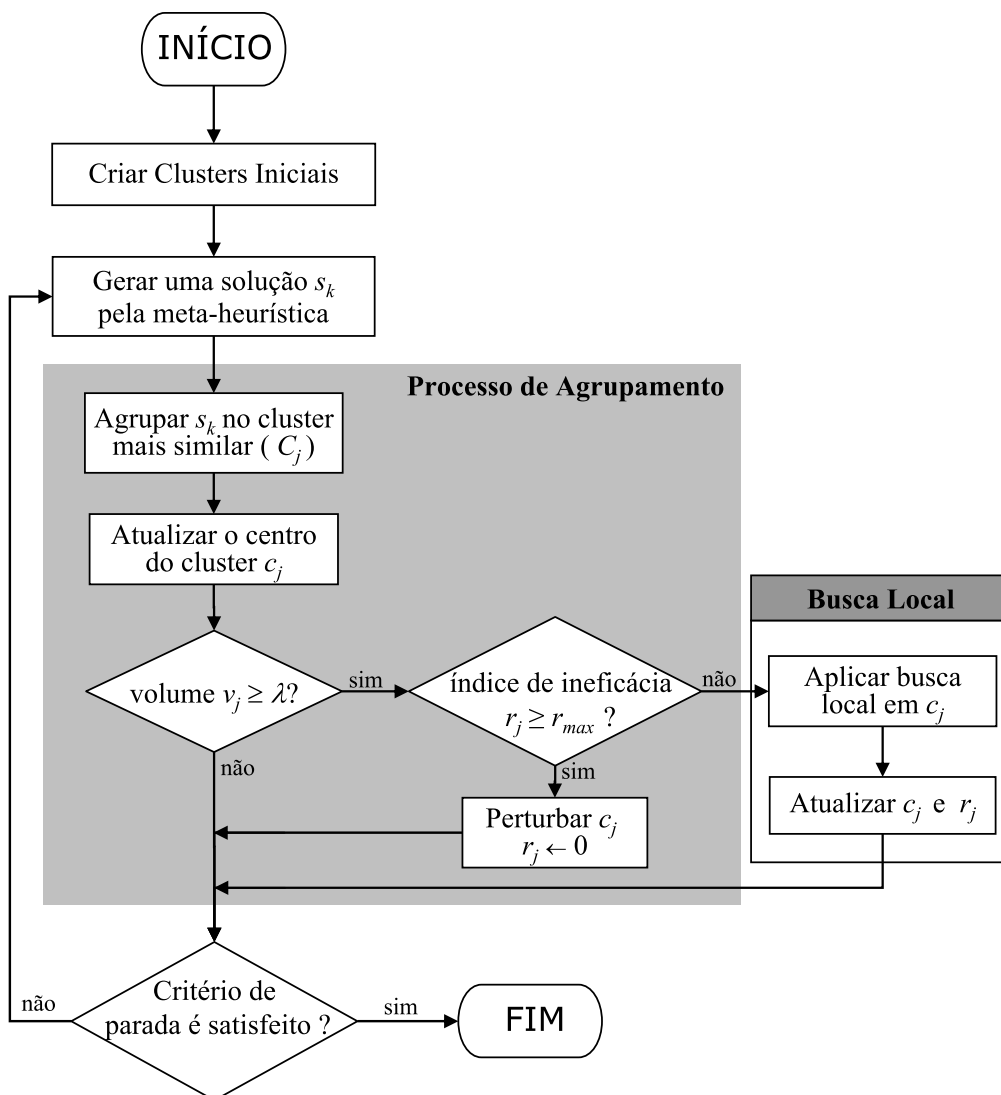 INÍCIO
Criar Clusters Iniciais
Gerar uma solução s_k
pela meta-heurística
Processo de Agrupamento
Agrupar s_k no cluster
mais similar ( C_j )
Atualizar o centro
do cluster c_j
volume v_j ≥ λ?
sim
não
índice de ineficácia
r_j ≥ r_max ?
não
sim
Perturbar c_j
r_j ← 0
Busca Local
Aplicar busca
local em c_j
Atualizar c_j e r_j
Critério de
parada é satisfeito ?
não
sim
FIM